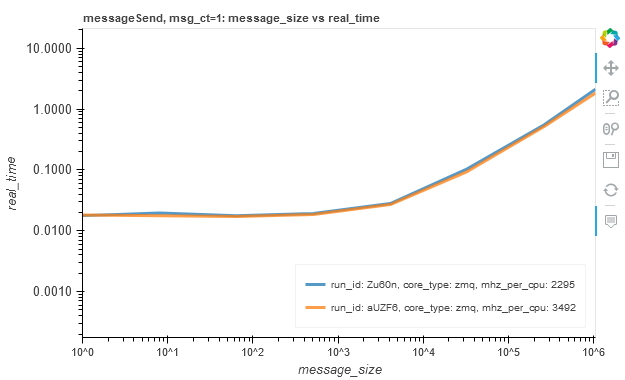 messageSend, msg_ct=1: message_size vs real_time
10.0000
1.0000
0.1000
0.0100
0.0010
real_time
run_id: Zu60n, core_type: zmq, mhz_per_cpu: 2295
run_id: aUZF6, core_type: zmq, mhz_per_cpu: 3492
10^0 10^1 10^2 10^3 10^4 10^5 10^6
message_size